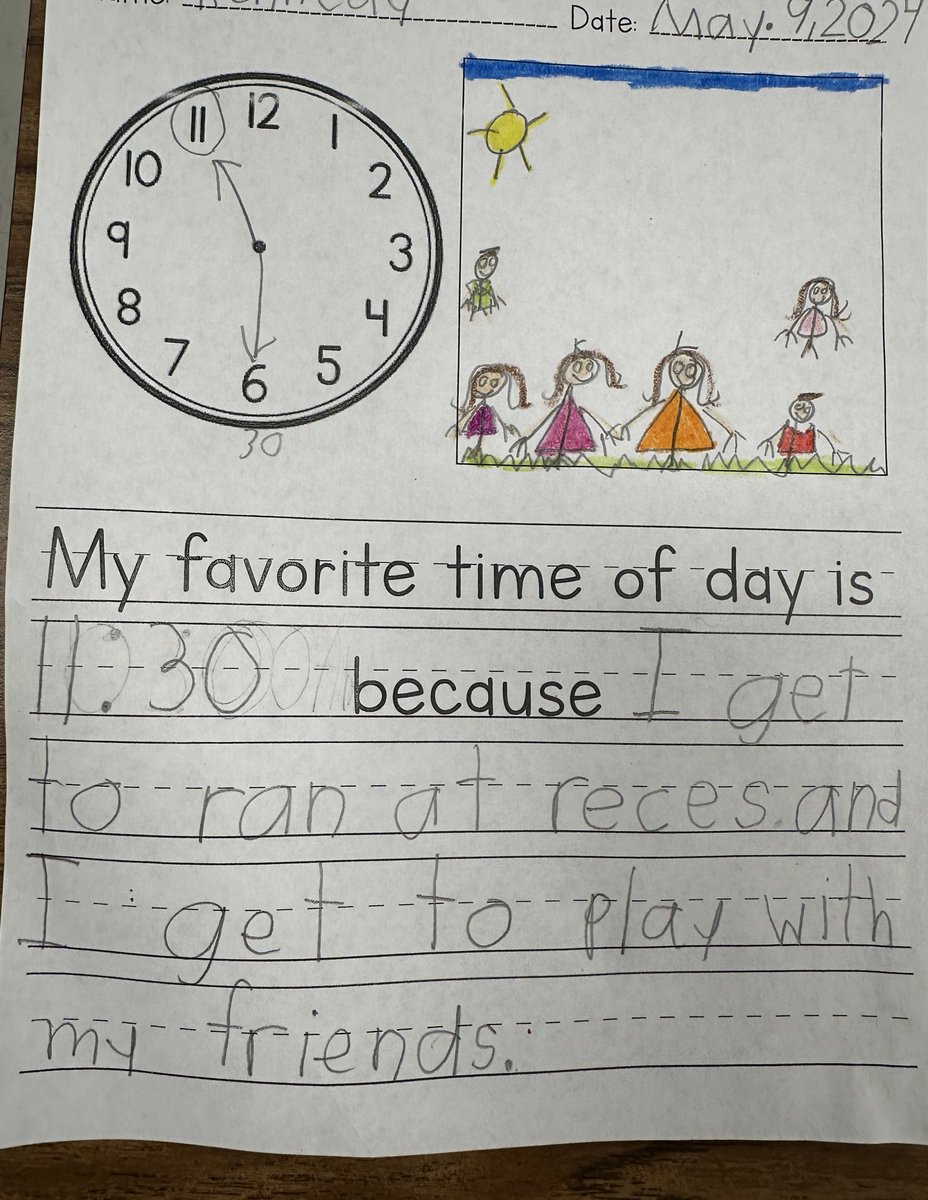 Date: May. 9, 2024
11 12 1
10 2
9 3
8 4
7 6 5
30
My favorite time of day is
11:30 because I get
to ran at reces. and
I get to play with
my friends.